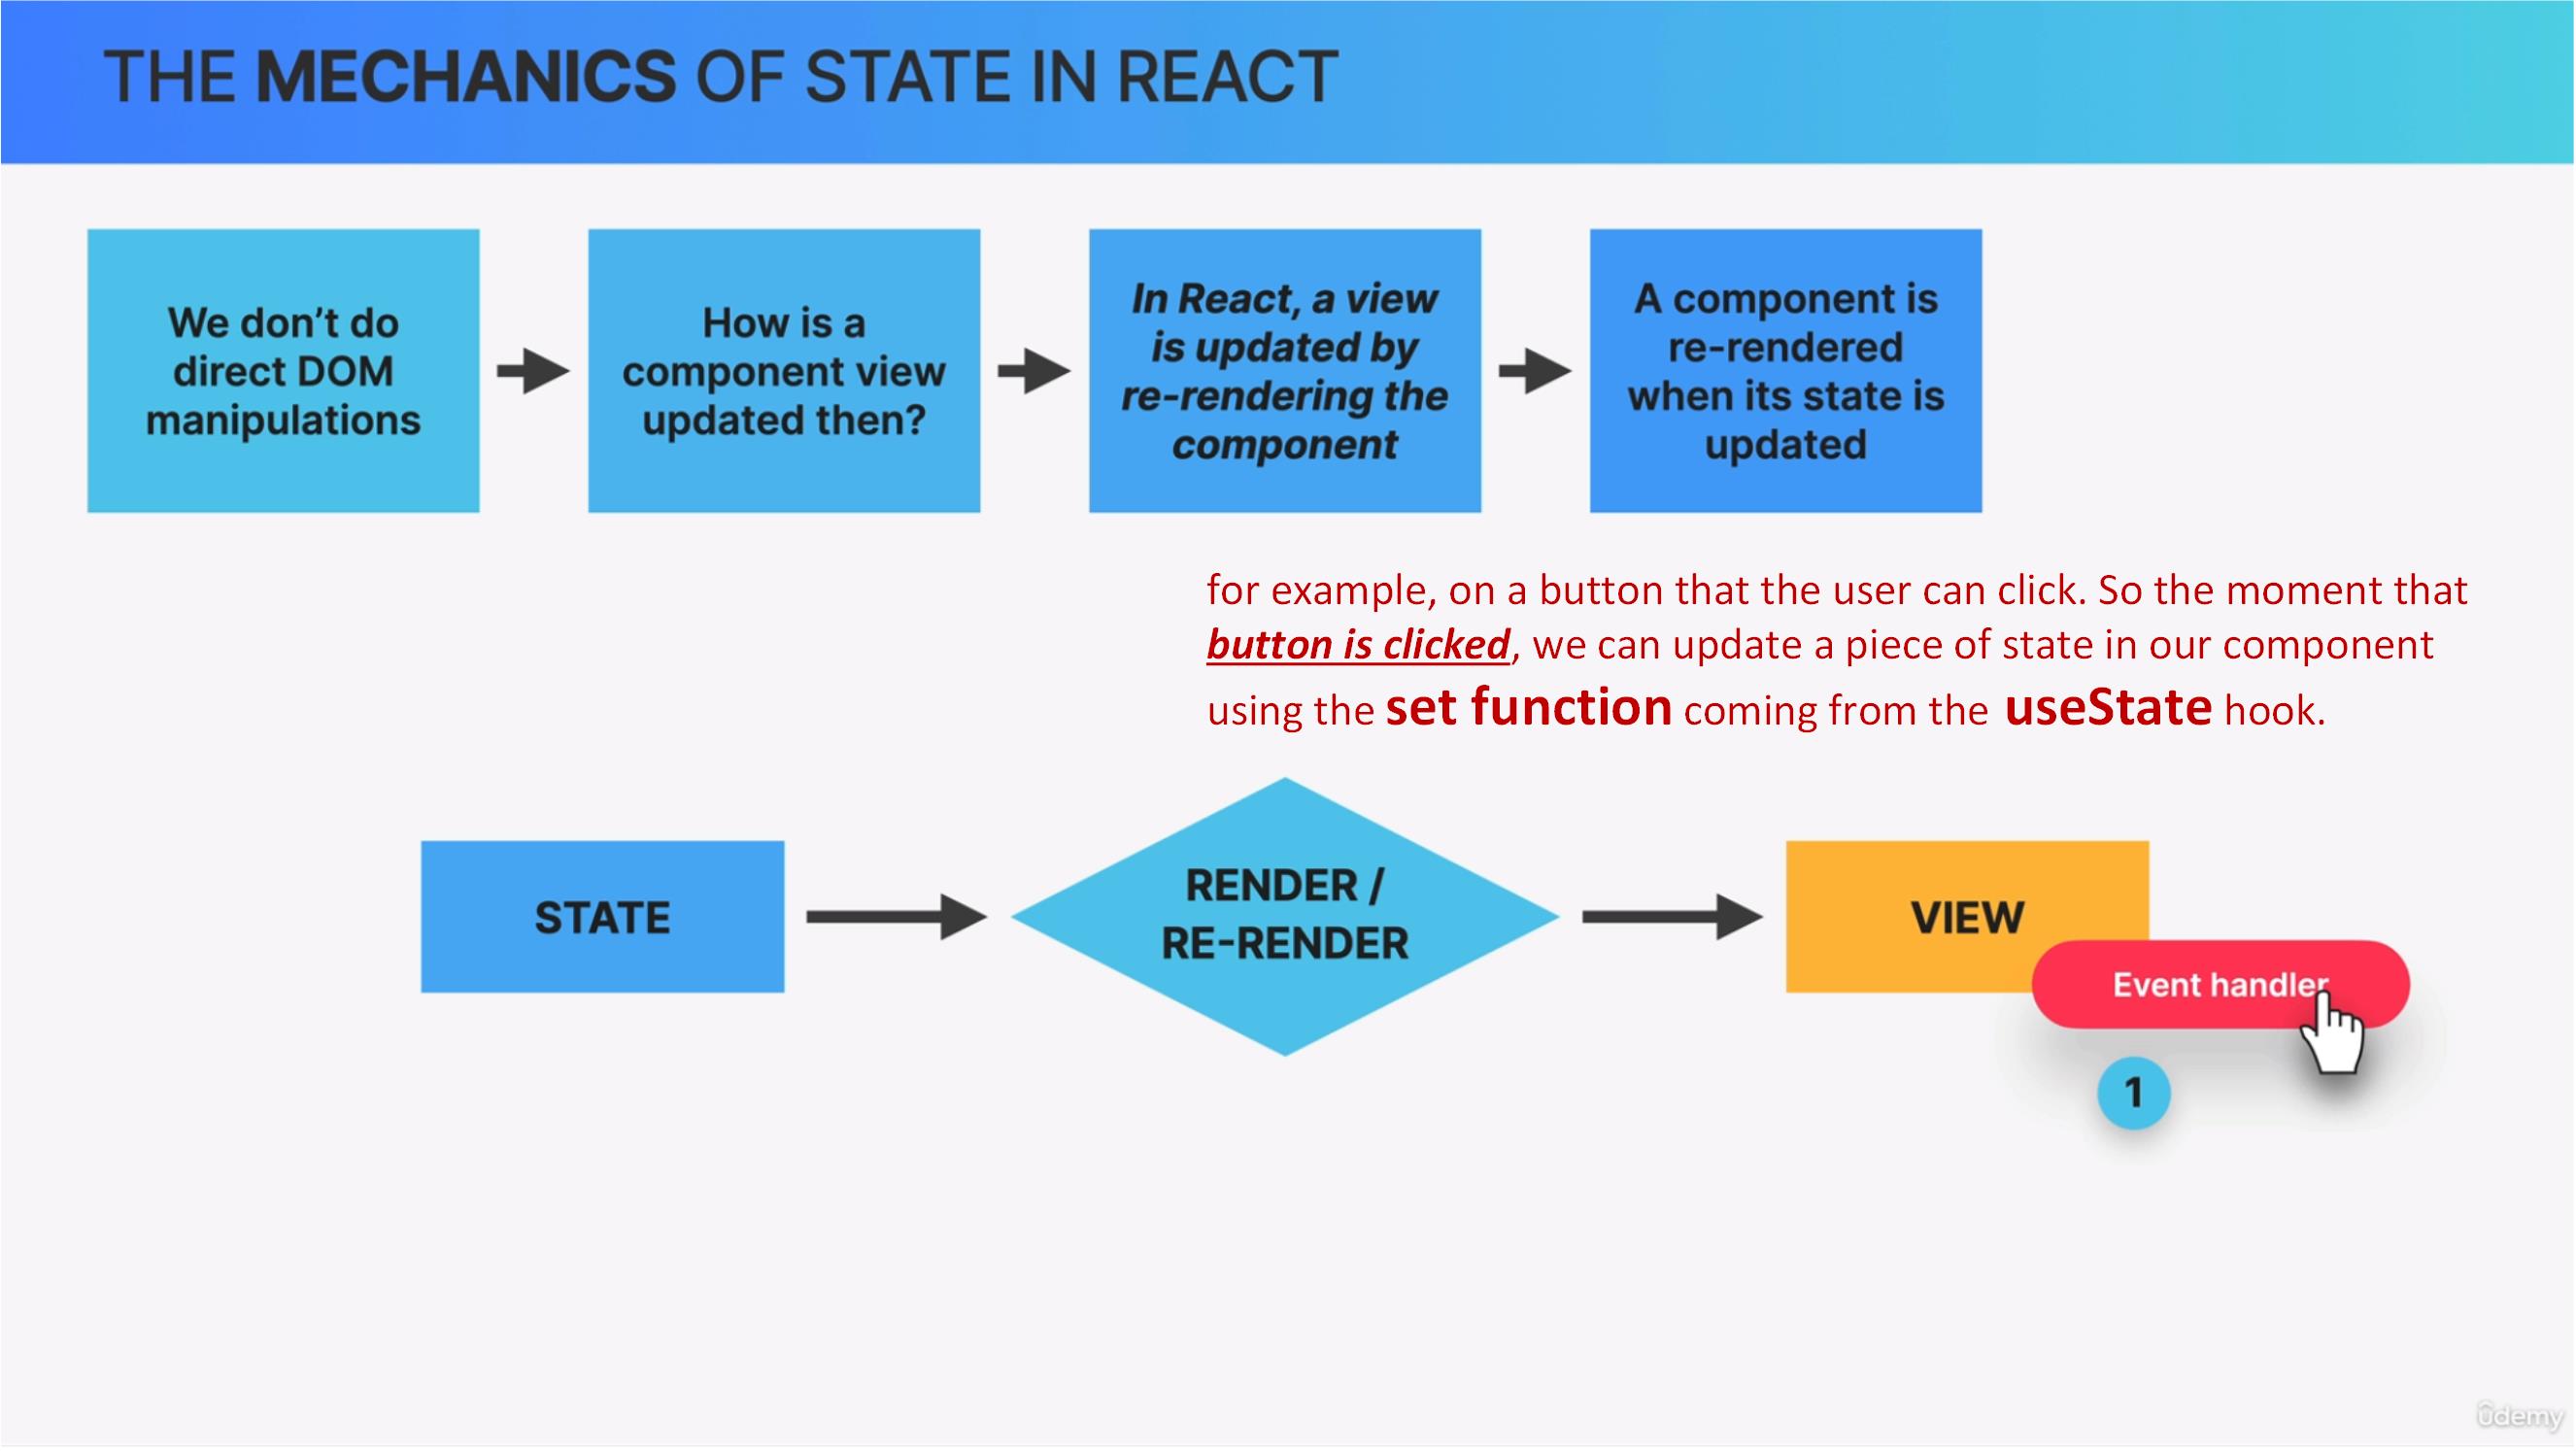 THE MECHANICS OF STATE IN REACT
We don’t do
direct DOM
manipulations
How is a
component view
updated then?
In React, a view
is updated by
re-rendering the
component
A component is
re-rendered
when its state is
updated
for example, on a button that the user can click. So the moment that
button is clicked, we can update a piece of state in our component
using the set function coming from the useState hook.
STATE
RENDER /
RE-RENDER
VIEW
Event handler
1
ûdemy